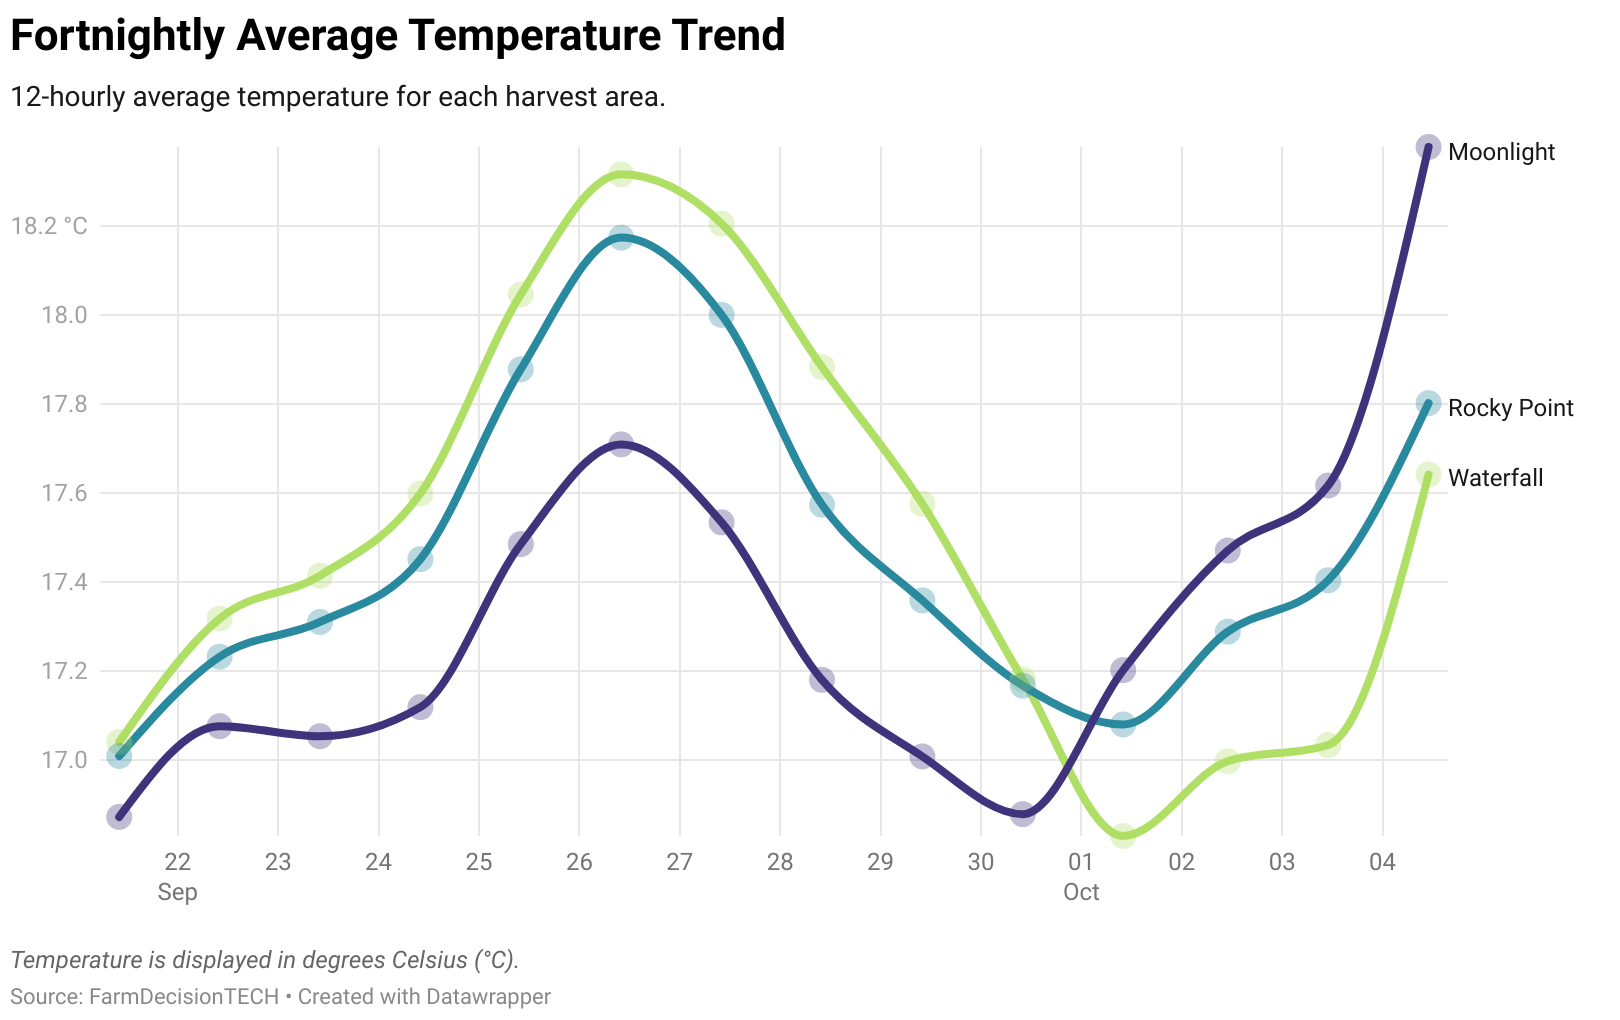 Fortnightly Average Temperature Trend
12-hourly average temperature for each harvest area.
Moonlight
18.2 °C
18.0
17.8
Rocky Point
Waterfall
17.6
17.4
17.2
17.0
22 23 24 25 26 27 28 29 30 01 02 03 04
Sep Oct
Temperature is displayed in degrees Celsius (°C).
Source: FarmDecisionTECH • Created with Datawrapper